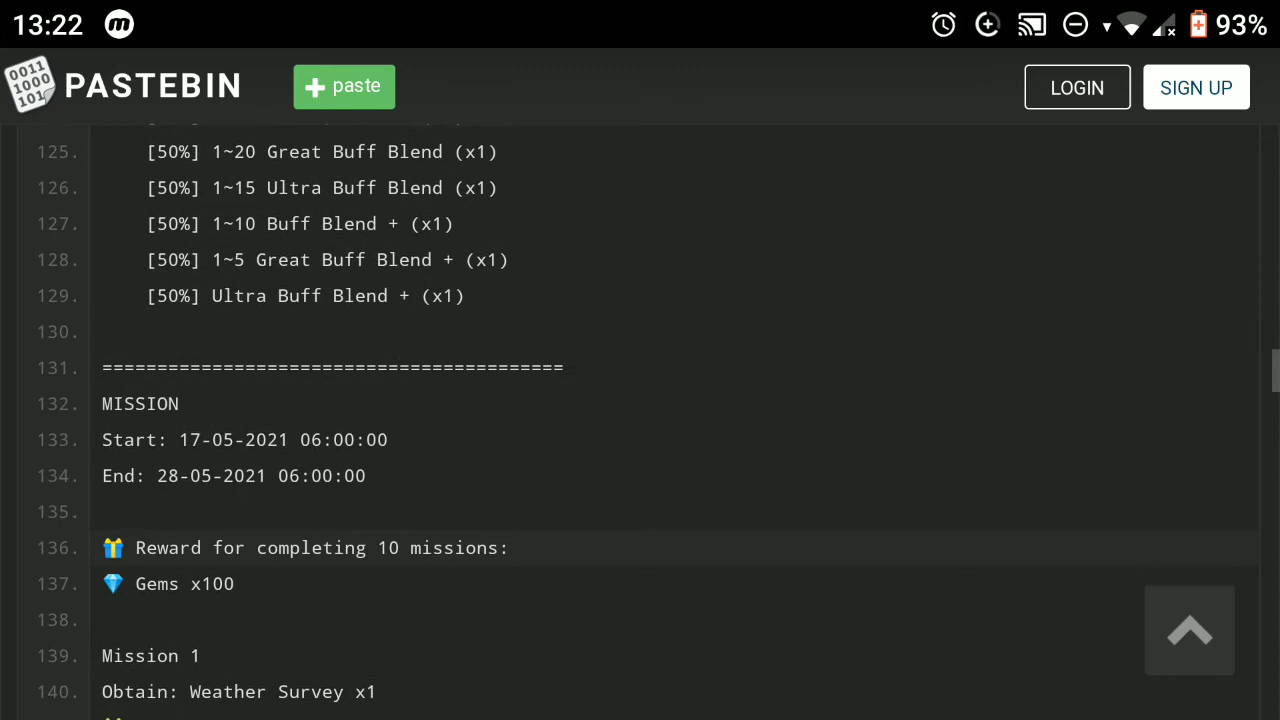 13:22
93%
0011
1000
101
PASTEBIN
+ paste
LOGIN
SIGN UP
125. [50%] 1~20 Great Buff Blend (x1)
126. [50%] 1~15 Ultra Buff Blend (x1)
127. [50%] 1~10 Buff Blend + (x1)
128. [50%] 1~5 Great Buff Blend + (x1)
129. [50%] Ultra Buff Blend + (x1)
130.
131. ==========================================
132. MISSION
133. Start: 17-05-2021 06:00:00
134. End: 28-05-2021 06:00:00
135.
136. 🎁 Reward for completing 10 missions:
137. 💎 Gems x100
138.
139. Mission 1
140. Obtain: Weather Survey x1